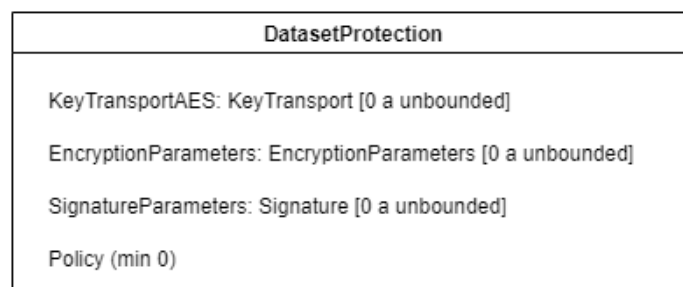 DatasetProtection
KeyTransportAES: KeyTransport [0 a unbounded]
EncryptionParameters: EncryptionParameters [0 a unbounded]
SignatureParameters: Signature [0 a unbounded]
Policy (min 0)